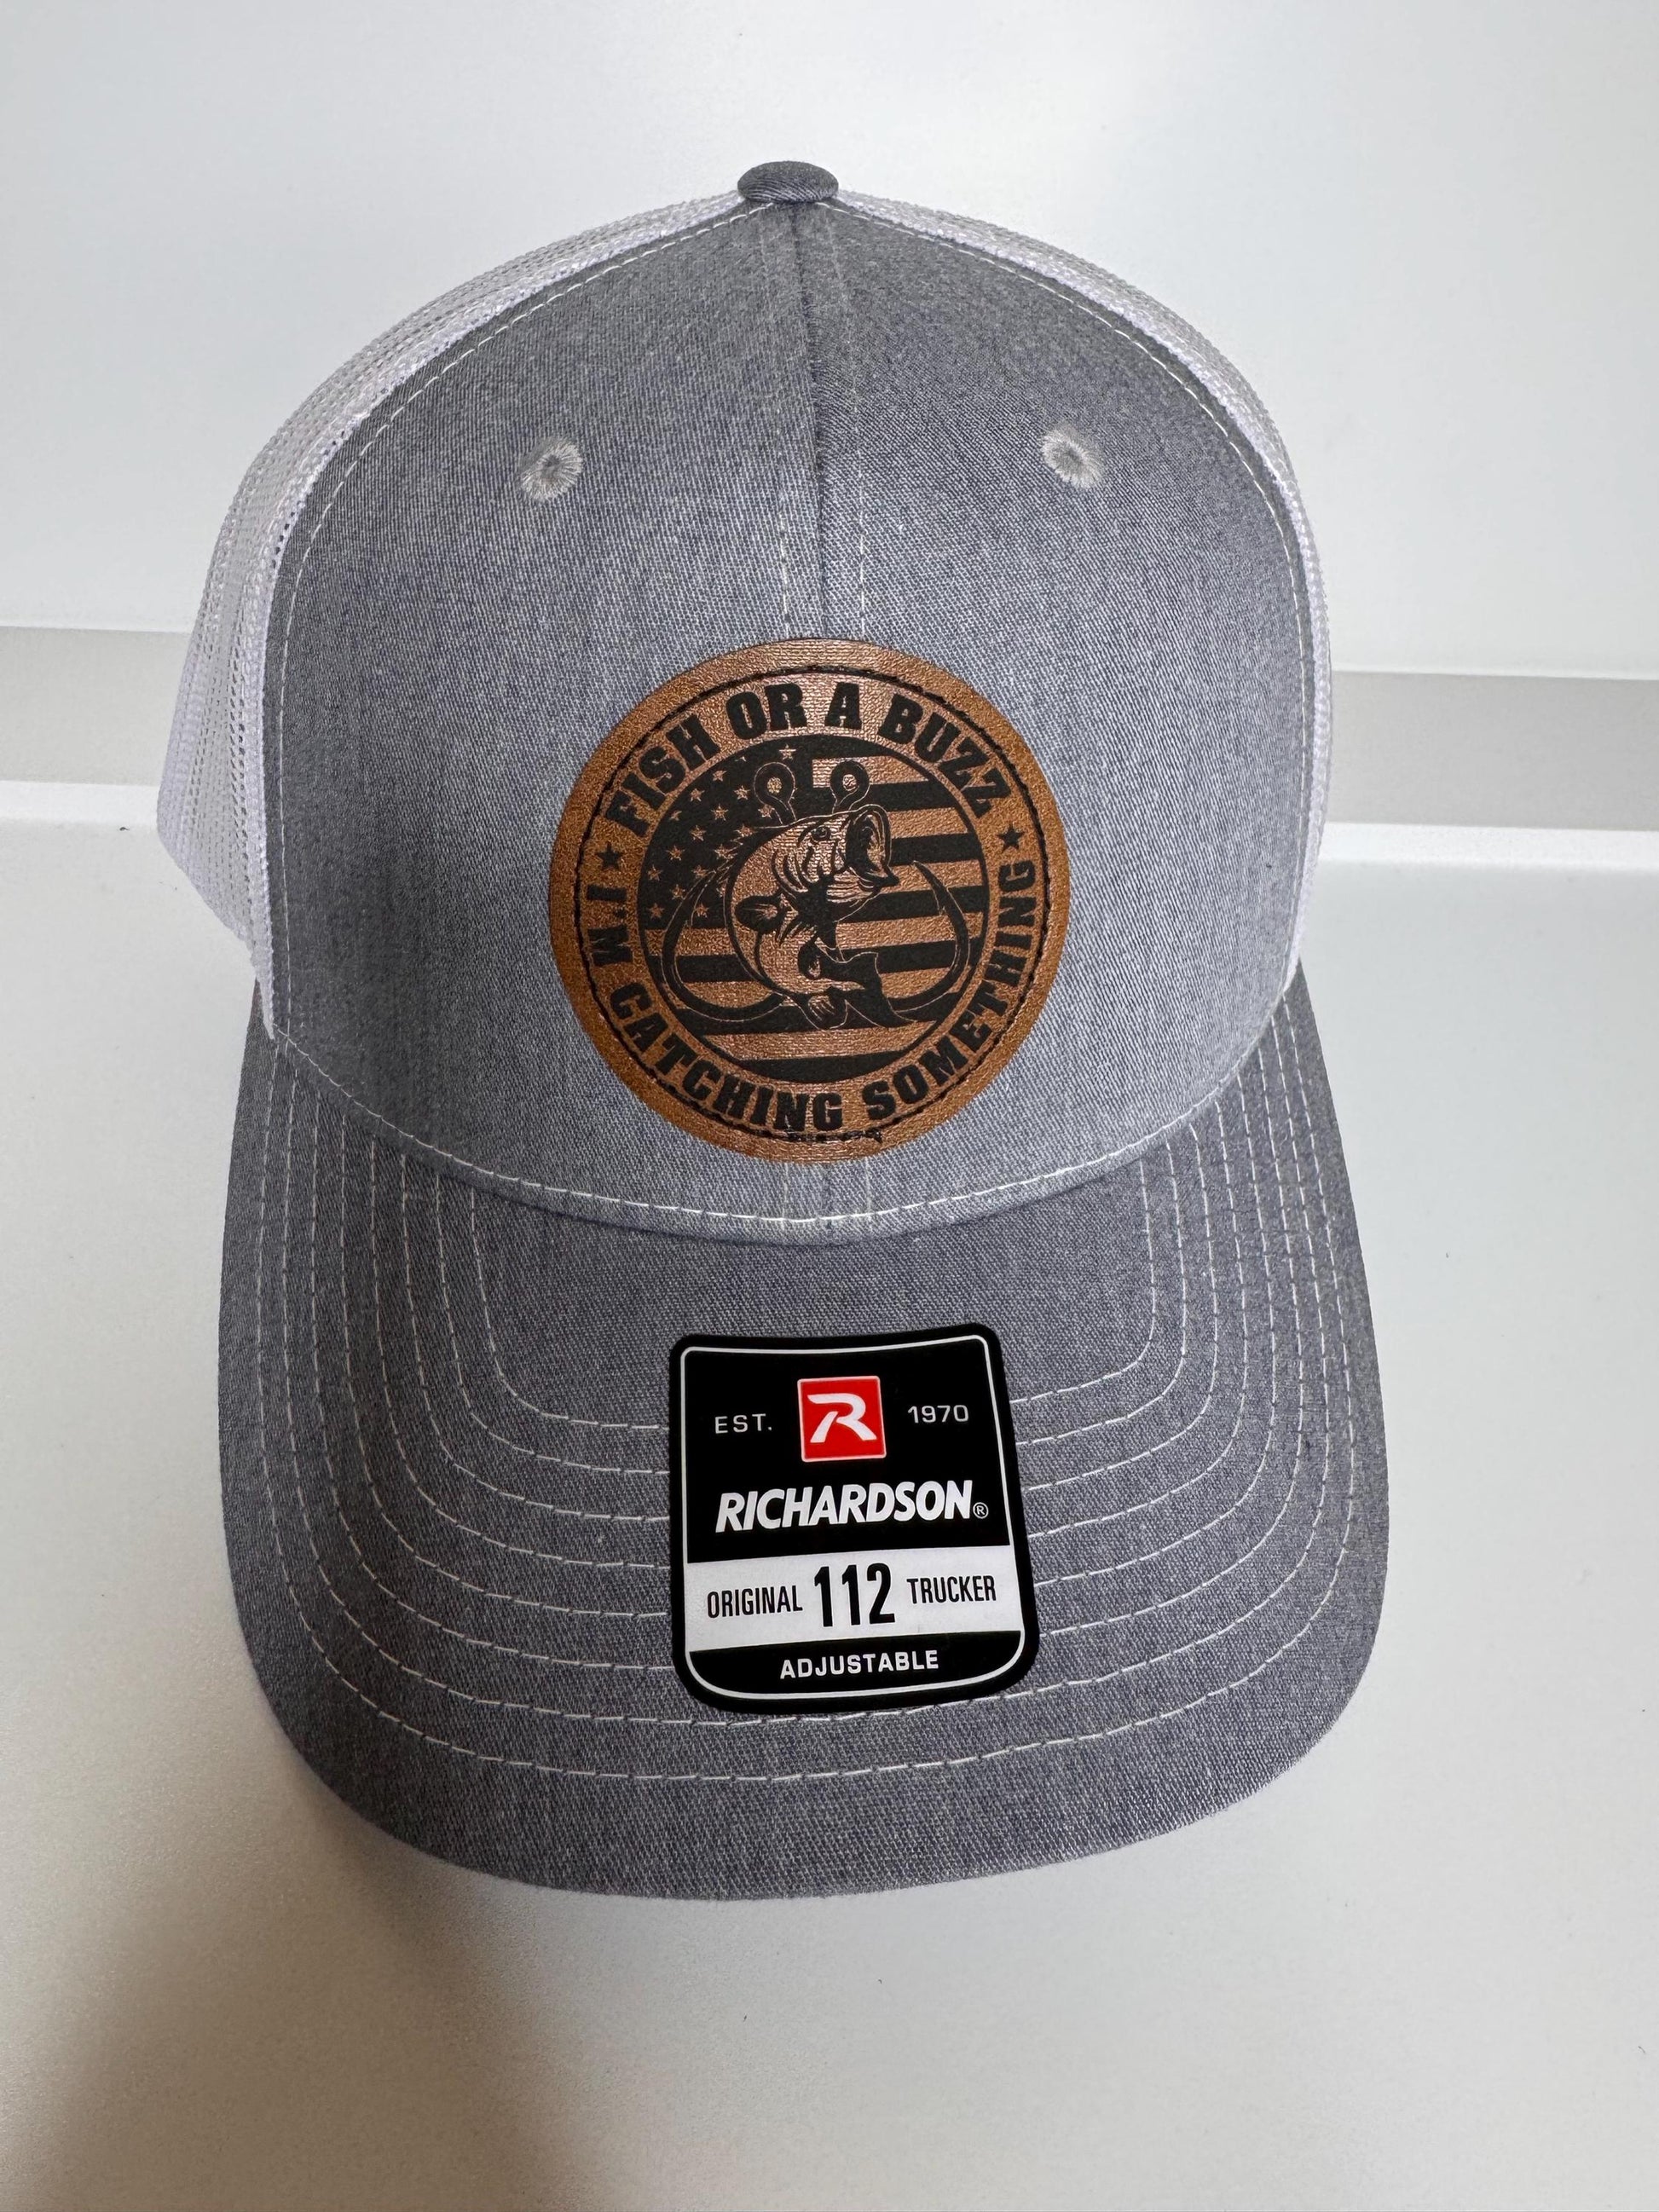 FISH OR A BUZZ
I'M CATCHING SOMETHING
EST. R 1970
RICHARDSON®
ORIGINAL 112 TRUCKER
ADJUSTABLE